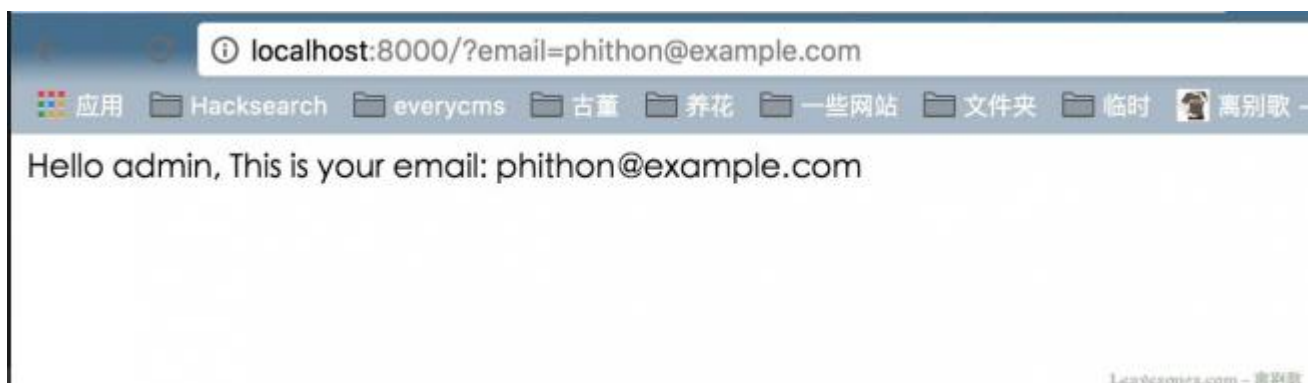 localhost:8000/?email=phithon@example.com
应用 Hacksearch everycms 古董 养花 一些网站 文件夹 临时 离别歌 -
Hello admin, This is your email: phithon@example.com